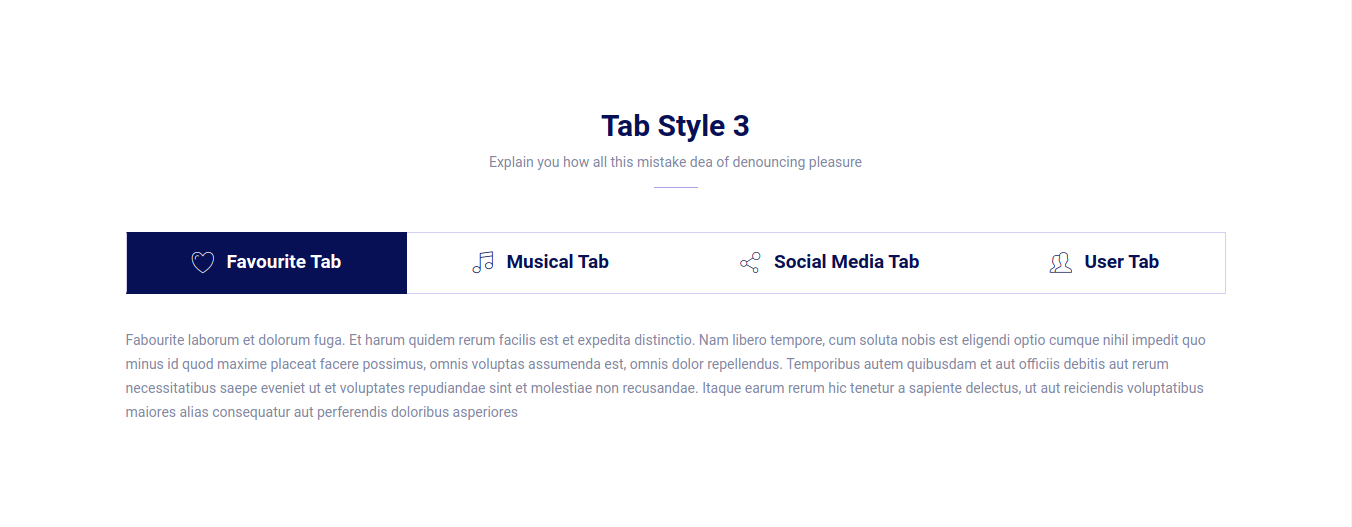 Tab Style 3
Explain you how all this mistake dea of denouncing pleasure
Favourite Tab
Musical Tab
Social Media Tab
User Tab
Fabourite laborum et dolorum fuga. Et harum quidem rerum facilis est et expedita distinctio. Nam libero tempore, cum soluta nobis est eligendi optio cumque nihil impedit quo
minus id quod maxime placeat facere possimus, omnis voluptas assumenda est, omnis dolor repellendus. Temporibus autem quibusdam et aut officiis debitis aut rerum
necessitatibus saepe eveniet ut et voluptates repudiandae sint et molestiae non recusandae. Itaque earum rerum hic tenetur a sapiente delectus, ut aut reiciendis voluptatibus
maiores alias consequatur aut perferendis doloribus asperiores